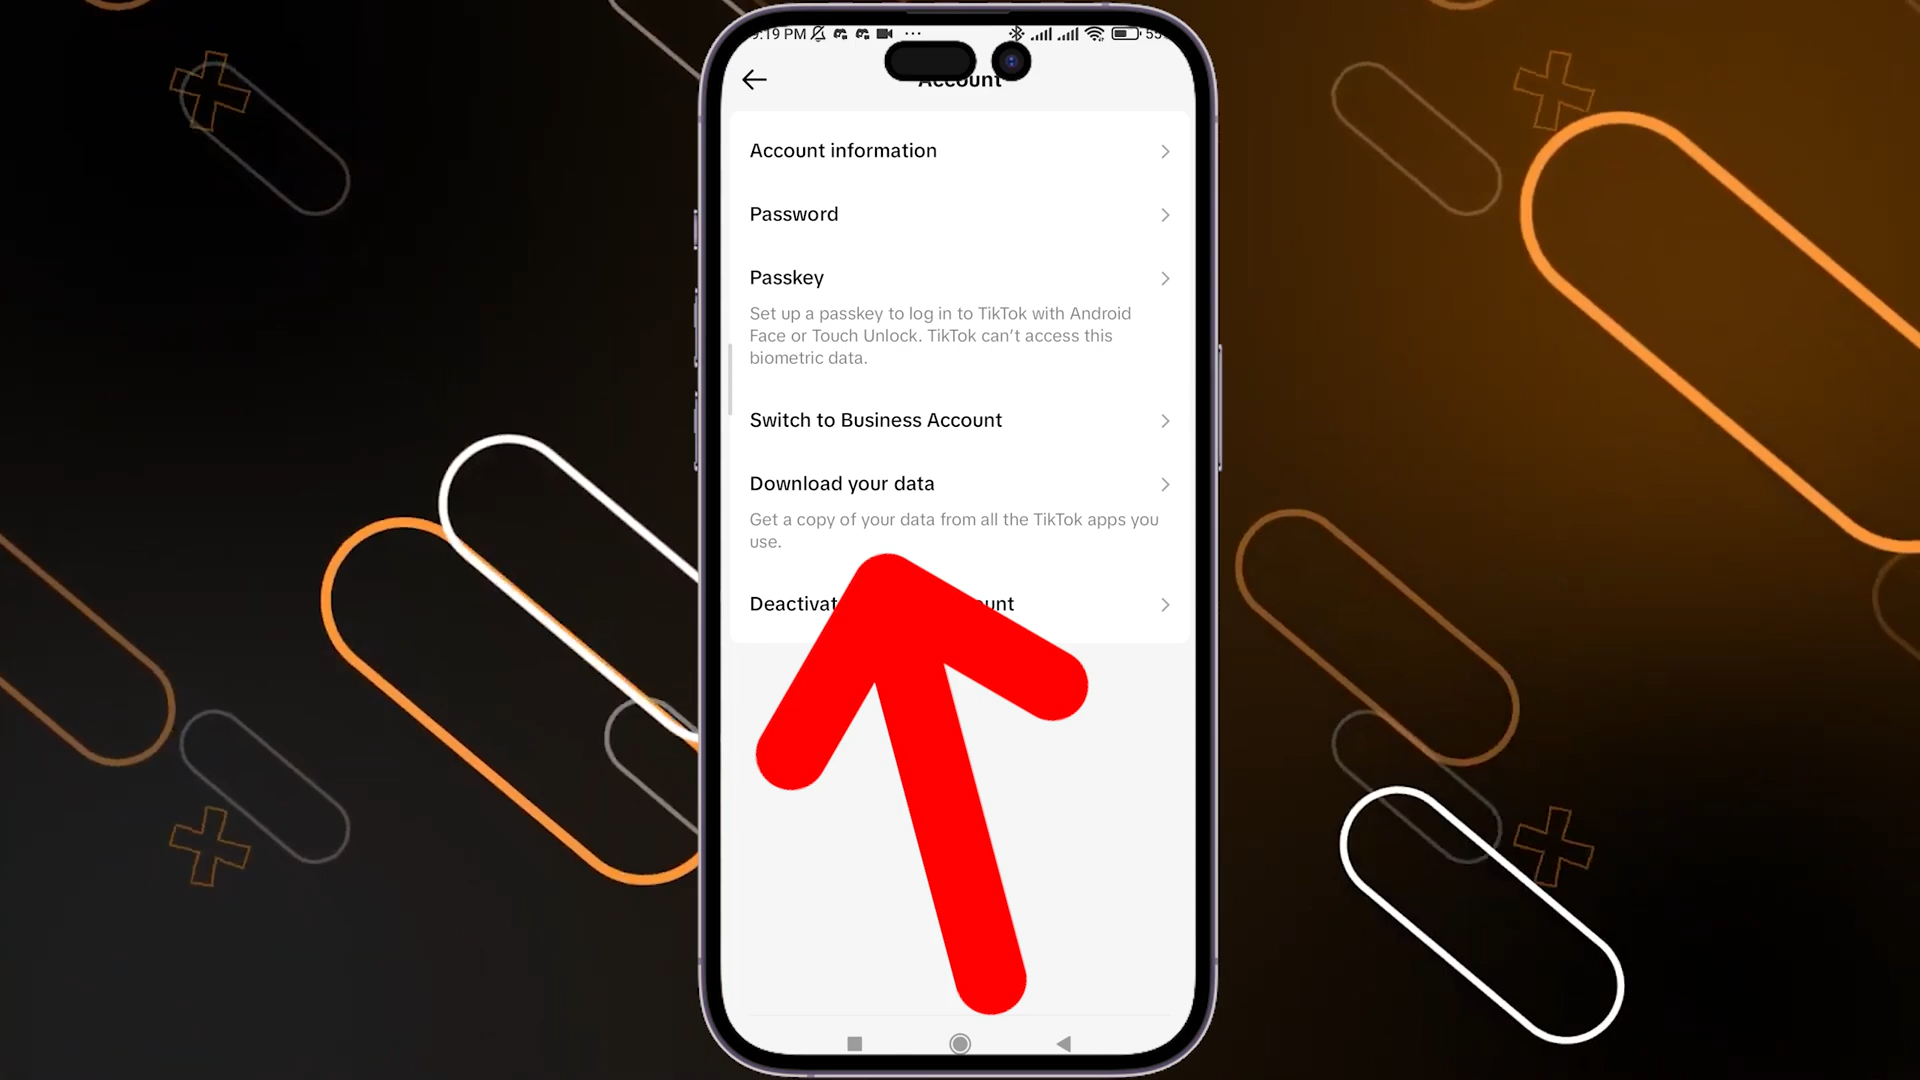 :19 PM
Account
Account information
Password
Passkey
Set up a passkey to log in to TikTok with Android
Face or Touch Unlock. TikTok can’t access this
biometric data.
Switch to Business Account
Download your data
Get a copy of your data from all the TikTok apps you
use.